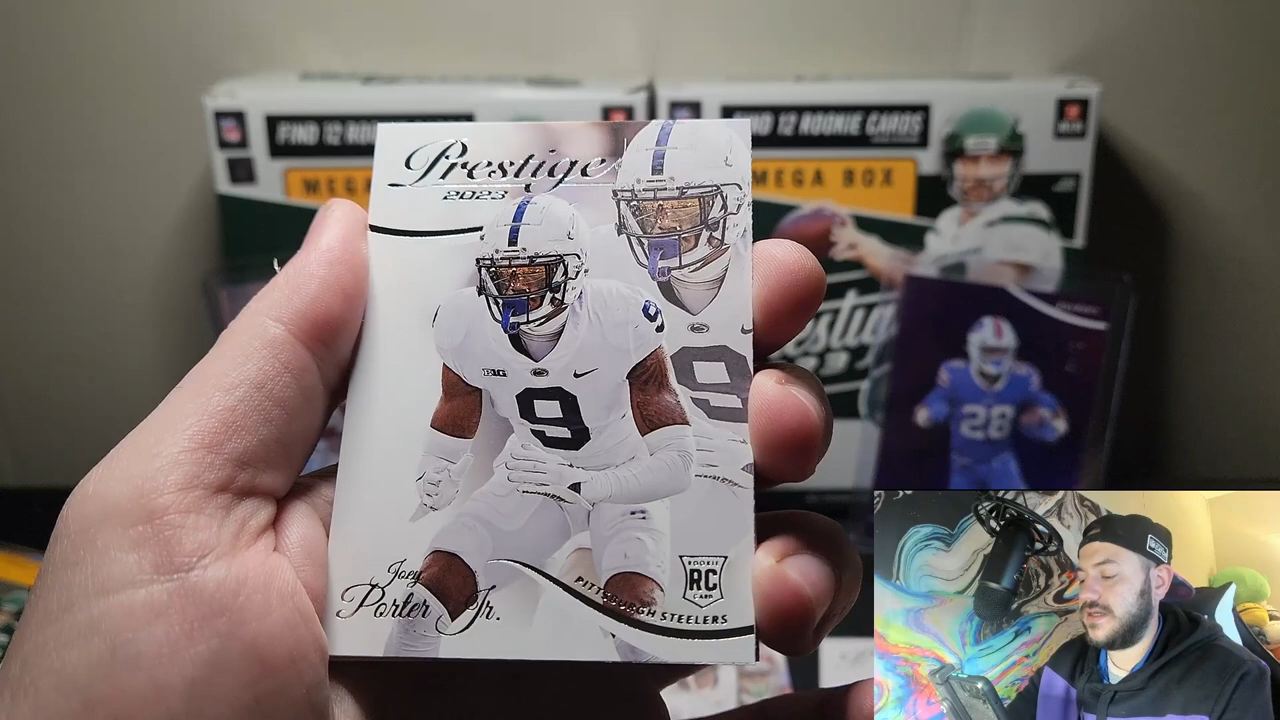 FIND 12 ROOKIE CARDS
MEGA BOX
Prestige
2023
9
9
28
BIG
Joey
Porter Jr.
ROOKIE
RC
CARD
PITTSBURGH STEELERS